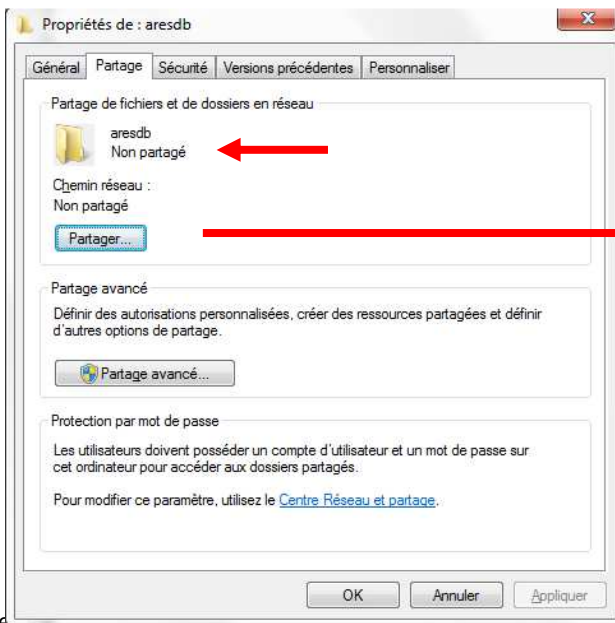 Propriétés de : aresdb
Général Partage Sécurité Versions précédentes Personnaliser
Partage de fichiers et de dossiers en réseau
aresdb
Non partagé
Chemin réseau :
Non partagé
Partager...
Partage avancé
Définir des autorisations personnalisées, créer des ressources partagées et définir
d'autres options de partage.
Partage avancé...
Protection par mot de passe
Les utilisateurs doivent posséder un compte d'utilisateur et un mot de passe sur
cet ordinateur pour accéder aux dossiers partagés.
Pour modifier ce paramètre, utilisez le Centre Réseau et partage.
OK Annuler Appliquer